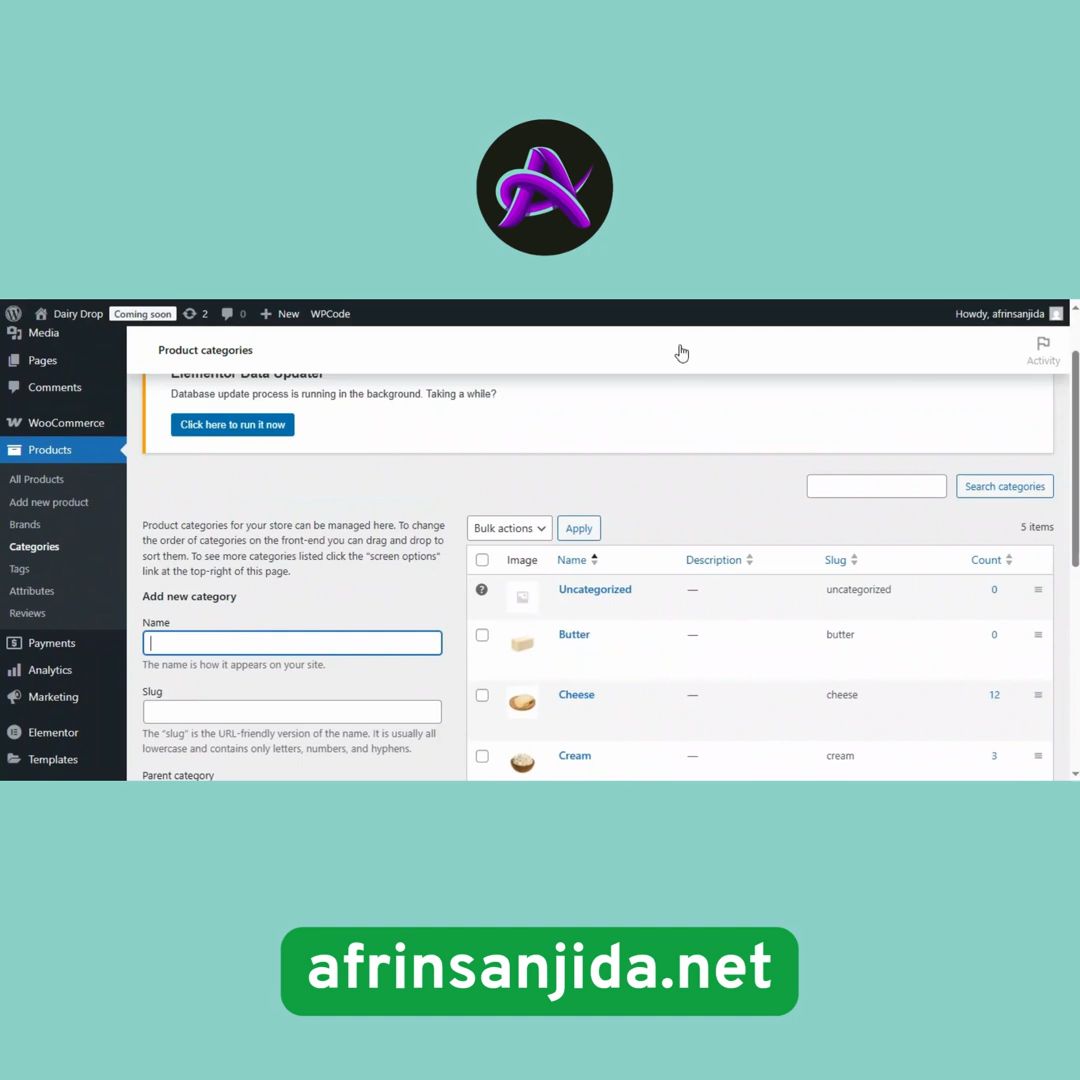 Dairy Drop Coming soon 2 0 New WPCode Howdy, afrinsanjida
Media
Pages
Comments
WooCommerce
Products
All Products
Add new product
Brands
Categories
Tags
Attributes
Reviews
Payments
Analytics
Marketing
Elementor
Templates
Product categories
Activity
Elementor Data Updater
Database update process is running in the background. Taking a while?
Click here to run it now
Search categories
Product categories for your store can be managed here. To change
the order of categories on the front-end you can drag and drop to
sort them. To see more categories listed click the "screen options"
link at the top-right of this page.
Add new category
Name
The name is how it appears on your site.
Slug
The "slug" is the URL-friendly version of the name. It is usually all
lowercase and contains only letters, numbers, and hyphens.
Parent category
Bulk actions Apply 5 items
Image Name Description Slug Count
Uncategorized — uncategorized 0
Butter — butter 0
Cheese — cheese 12
Cream — cream 3
afrinsanjida.net